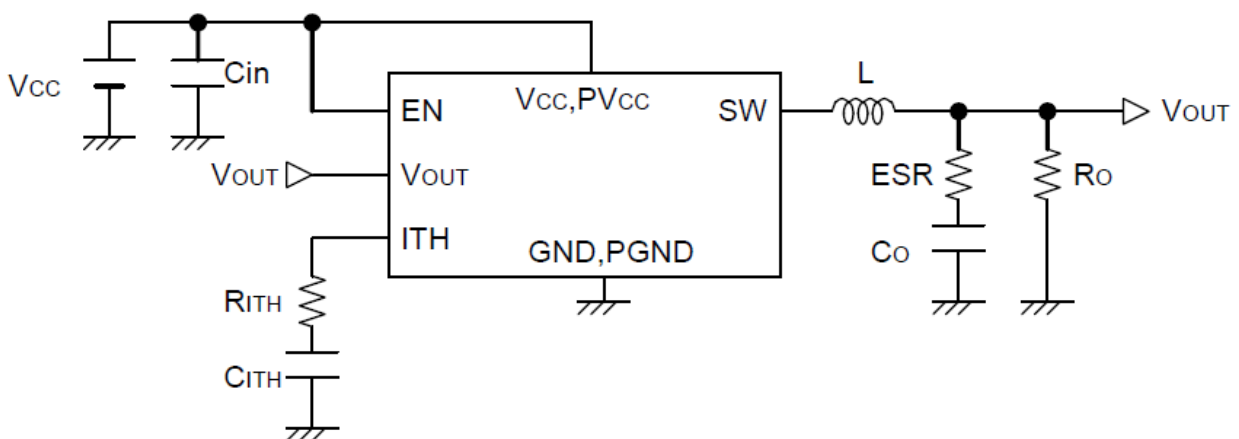 L
Vcc
Cin
EN
Vcc,PVcc
SW
VOUT
VOUT
VOUT
ESR
RO
ITH
GND,PGND
CO
RITH
CITH